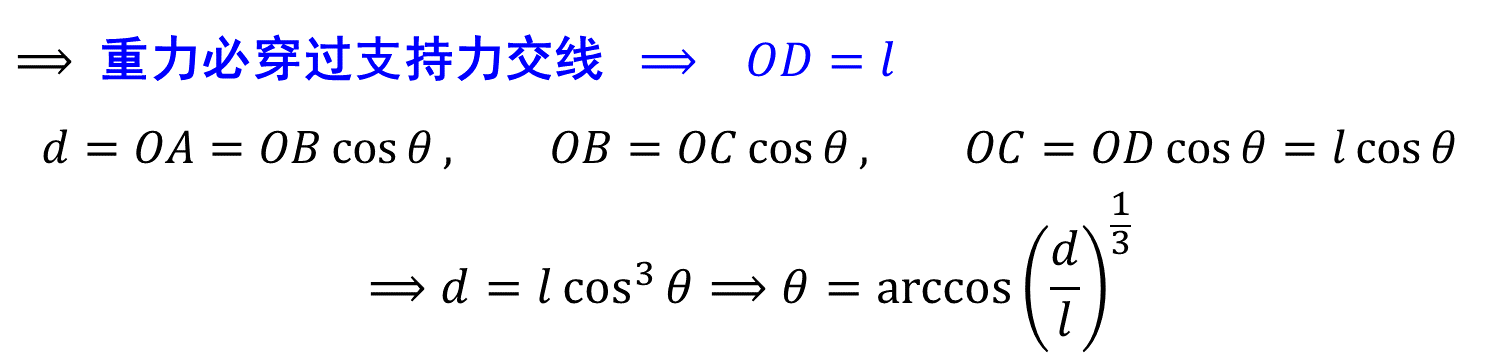 ⟹ 重力必穿过支持力交线 ⟹ OD = l
d = OA = OB cos θ , OB = OC cos θ , OC = OD cos θ = l cos θ
⟹ d = l cos³ θ ⟹ θ = arccos (d/l)^(1/3)